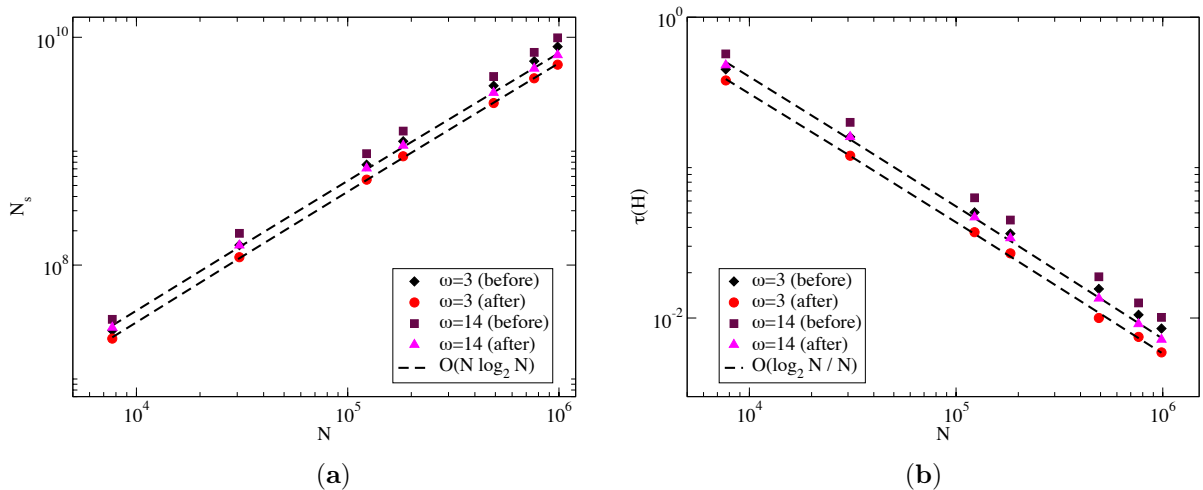 10^10
10^8
N_s
10^4
10^5
10^6
N
ω=3 (before)
ω=3 (after)
ω=14 (before)
ω=14 (after)
O(N log_2 N)
(a)
10^0
10^-2
τ(H)
10^4
10^5
10^6
N
ω=3 (before)
ω=3 (after)
ω=14 (before)
ω=14 (after)
O(log_2 N / N)
(b)